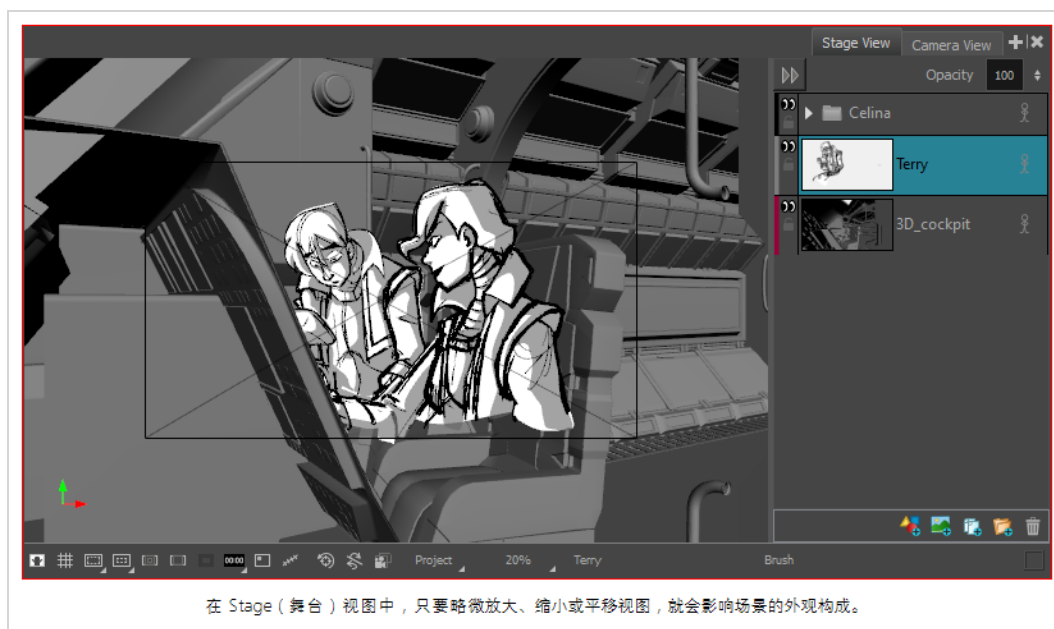 Stage View
Camera View
Opacity 100
Celina
Terry
3D_cockpit
00:00
Project 20% Terry Brush
在 Stage（舞台）视图中，只要略微放大、缩小或平移视图，就会影响场景的外观构成。